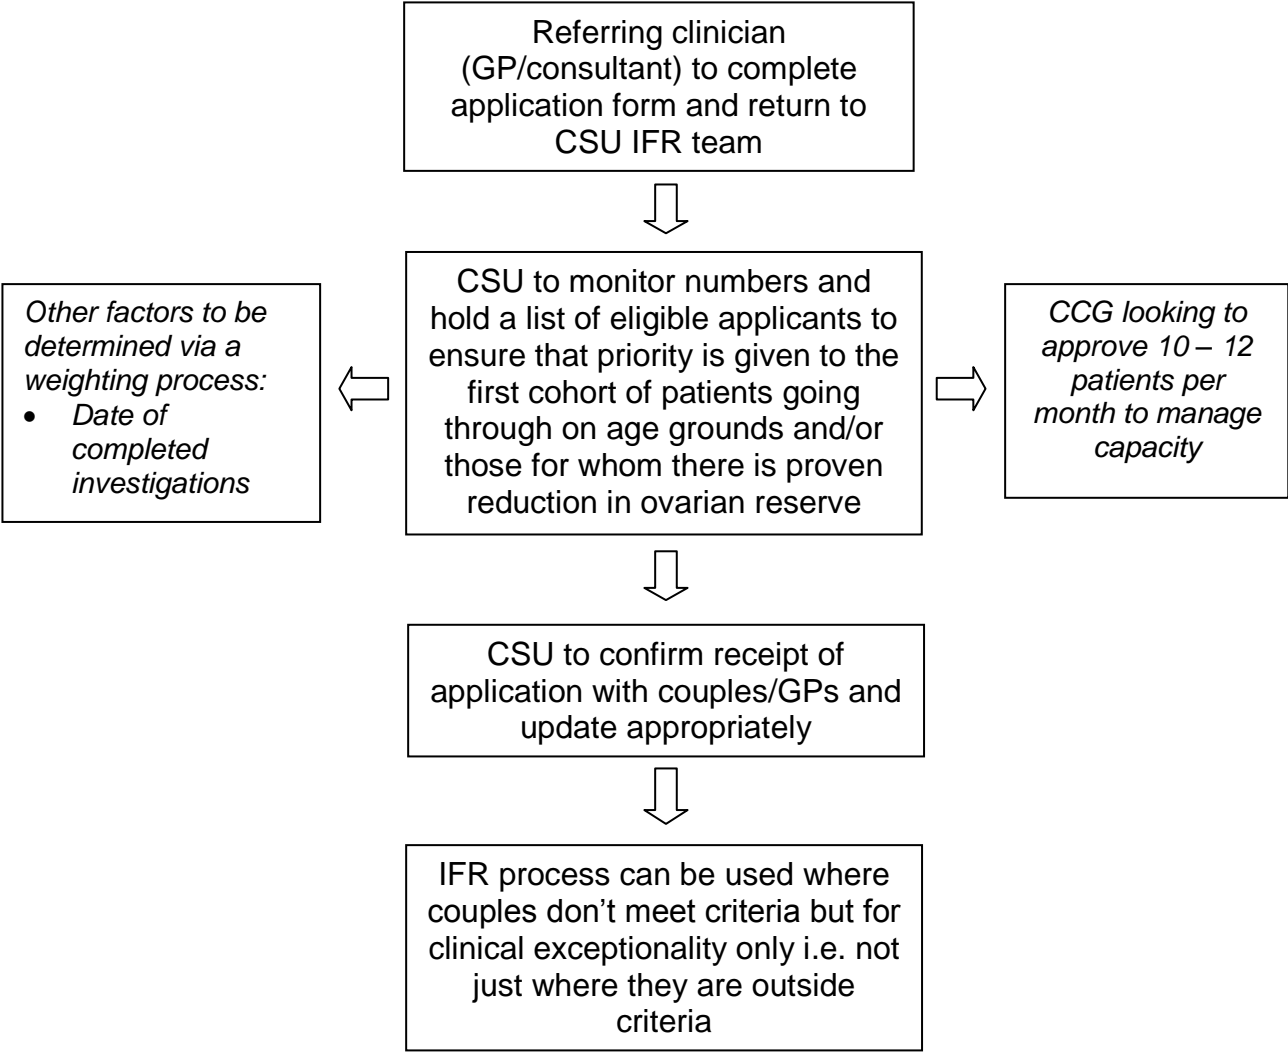 Referring clinician
(GP/consultant) to complete
application form and return to
CSU IFR team
Other factors to be
determined via a
weighting process:
• Date of
completed
investigations
CSU to monitor numbers and
hold a list of eligible applicants to
ensure that priority is given to the
first cohort of patients going
through on age grounds and/or
those for whom there is proven
reduction in ovarian reserve
CCG looking to
approve 10 – 12
patients per
month to manage
capacity
CSU to confirm receipt of
application with couples/GPs and
update appropriately
IFR process can be used where
couples don’t meet criteria but for
clinical exceptionality only i.e. not
just where they are outside
criteria